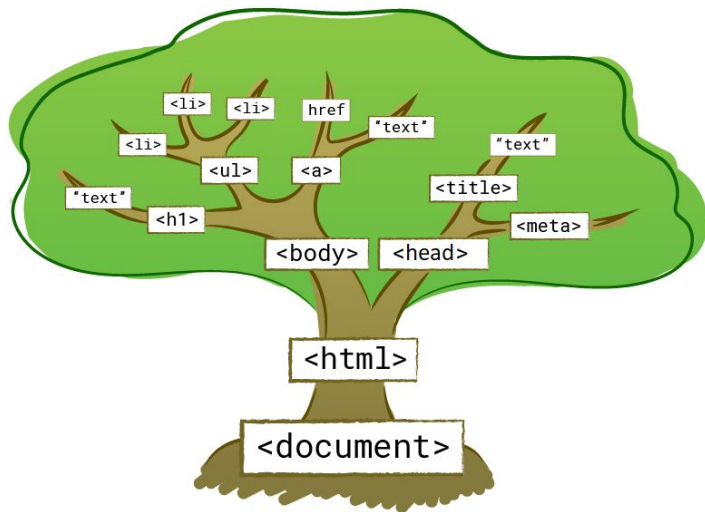 <li>
<li>
href
"text"
<li>
"text"
<ul>
<a>
<title>
"text"
<h1>
<meta>
<body>
<head>
<html>
<document>